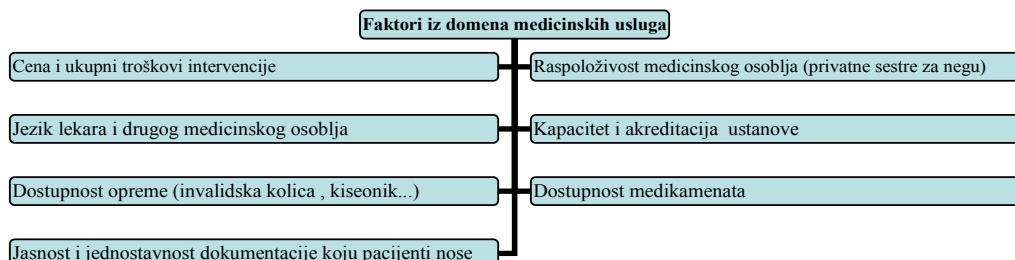 Faktori iz domena medicinskih usluga
Cena i ukupni troškovi intervencije
Raspoloživost medicinskog osoblja (privatne sestre za negu)
Jezik lekara i drugog medicinskog osoblja
Kapacitet i akreditacija  ustanove
Dostupnost opreme (invalidska kolica , kiseonik...)
Dostupnost medikamenata
Jasnost i jednostavnost dokumentacije koju pacijenti nose